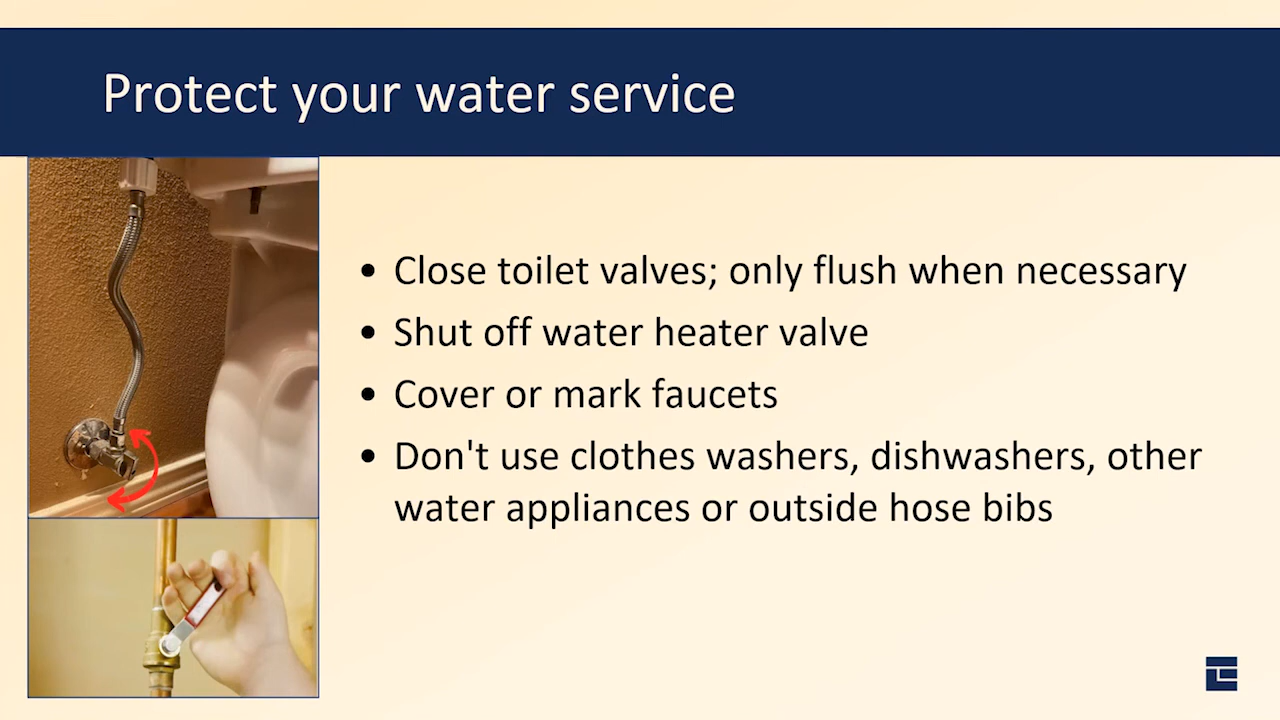 Protect your water service
• Close toilet valves; only flush when necessary
• Shut off water heater valve
• Cover or mark faucets
• Don't use clothes washers, dishwashers, other
water appliances or outside hose bibs